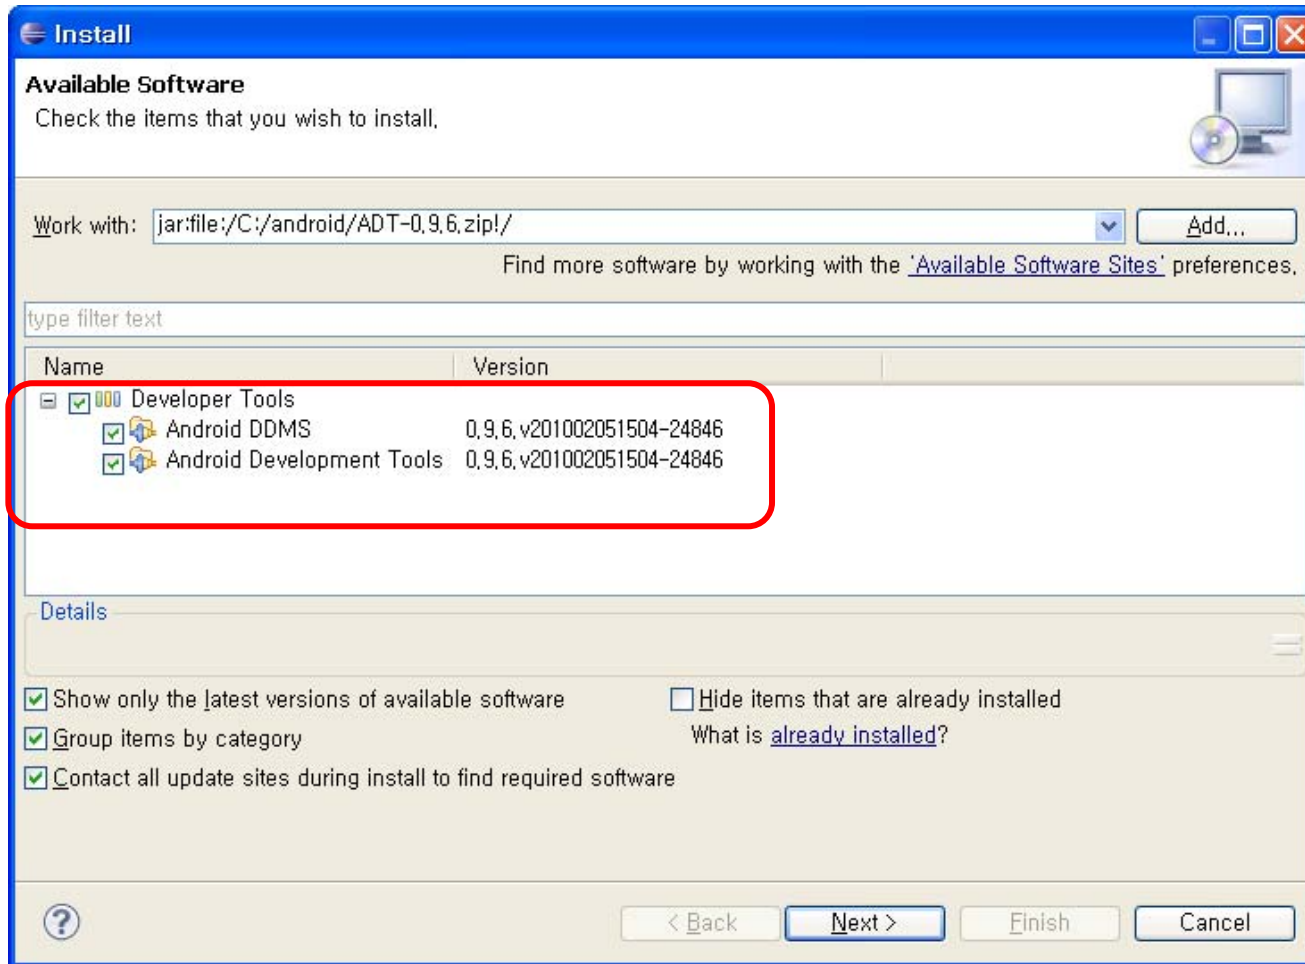 Install
Available Software
Check the items that you wish to install,
Work with: jar:file:/C:/android/ADT-0,9,6,zip!/ Add,,,
Find more software by working with the 'Available Software Sites' preferences,
type filter text
Name Version
Developer Tools
Android DDMS 0,9,6,v201002051504-24846
Android Development Tools 0,9,6,v201002051504-24846
Details
Show only the latest versions of available software Hide items that are already installed
Group items by category What is already installed?
Contact all update sites during install to find required software
? < Back Next > Finish Cancel